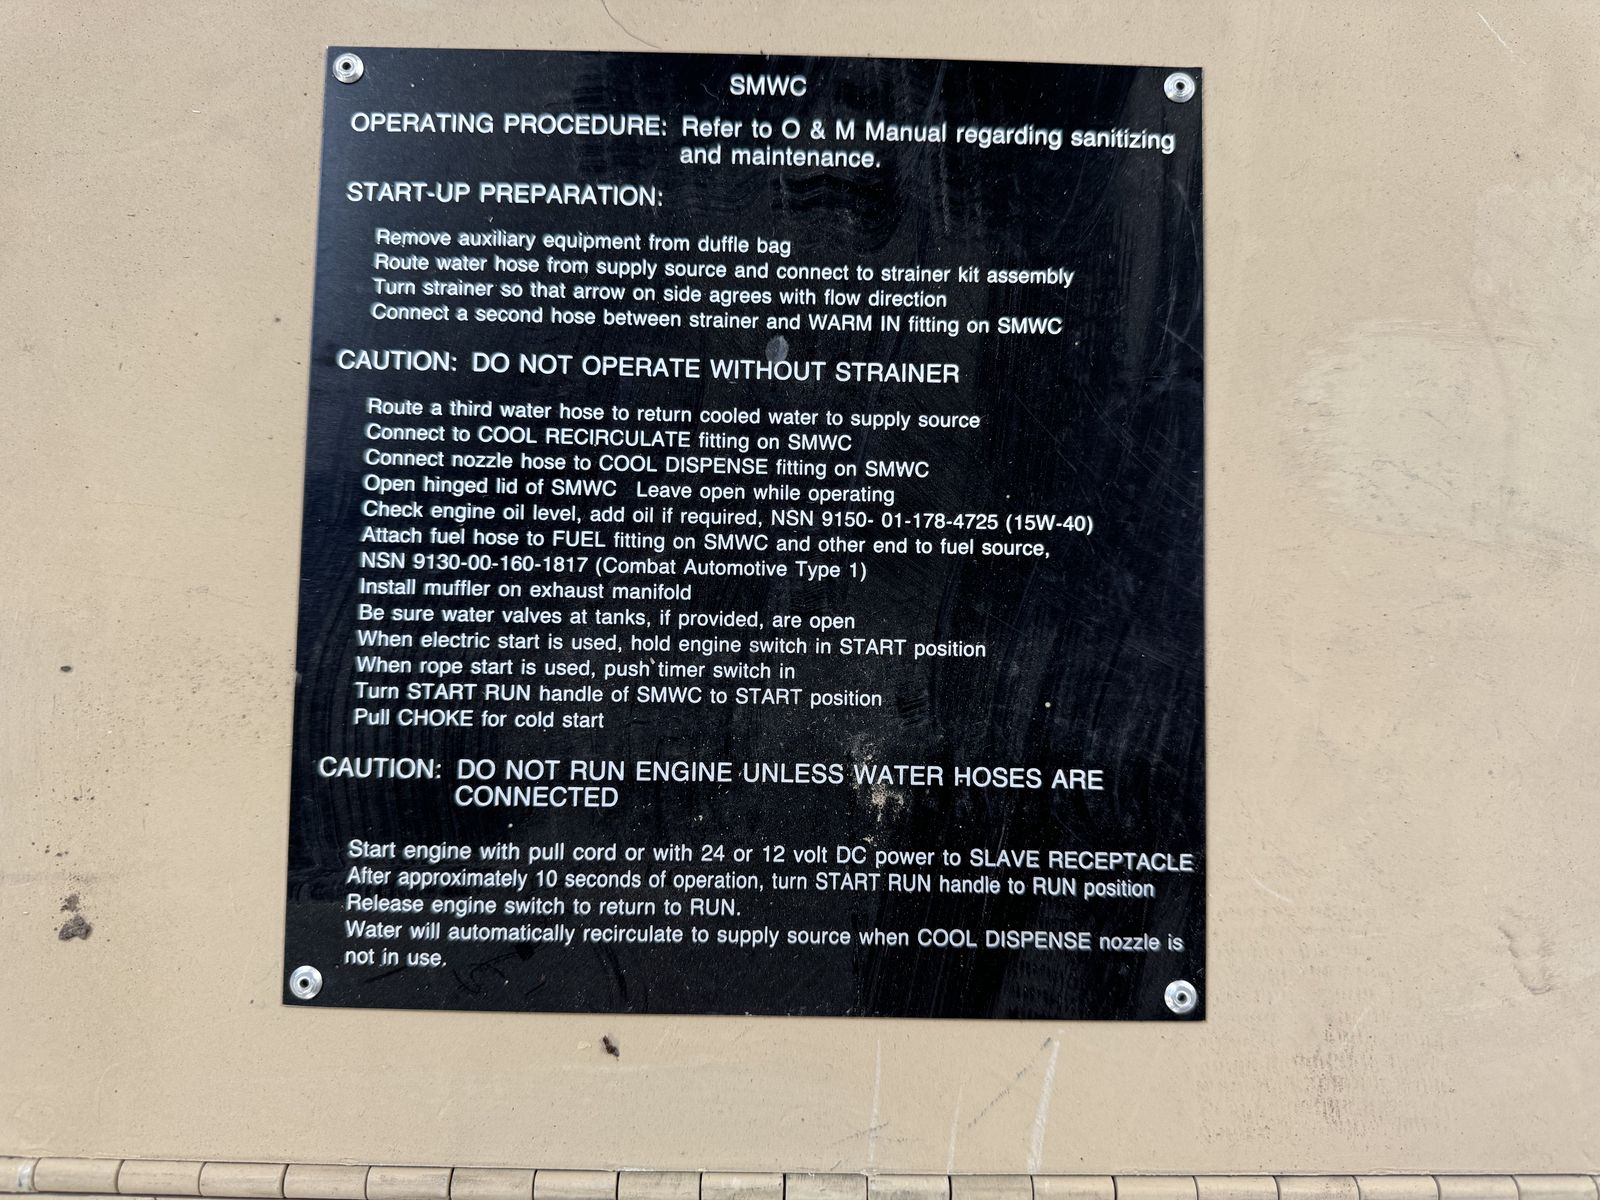 SMWC
OPERATING PROCEDURE: Refer to O & M Manual regarding sanitizing
and maintenance.
START-UP PREPARATION:
Remove auxiliary equipment from duffle bag
Route water hose from supply source and connect to strainer kit assembly
Turn strainer so that arrow on side agrees with flow direction
Connect a second hose between strainer and WARM IN fitting on SMWC
CAUTION: DO NOT OPERATE WITHOUT STRAINER
Route a third water hose to return cooled water to supply source
Connect to COOL RECIRCULATE fitting on SMWC
Connect nozzle hose to COOL DISPENSE fitting on SMWC
Open hinged lid of SMWC Leave open while operating
Check engine oil level, add oil if required, NSN 9150- 01-178-4725 (15W-40)
Attach fuel hose to FUEL fitting on SMWC and other end to fuel source,
NSN 9130-00-160-1817 (Combat Automotive Type 1)
Install muffler on exhaust manifold
Be sure water valves at tanks, if provided, are open
When electric start is used, hold engine switch in START position
When rope start is used, push timer switch in
Turn START RUN handle of SMWC to START position
Pull CHOKE for cold start
CAUTION: DO NOT RUN ENGINE UNLESS WATER HOSES ARE
CONNECTED
Start engine with pull cord or with 24 or 12 volt DC power to SLAVE RECEPTACLE
After approximately 10 seconds of operation, turn START RUN handle to RUN position
Release engine switch to return to RUN.
Water will automatically recirculate to supply source when COOL DISPENSE nozzle is
not in use.